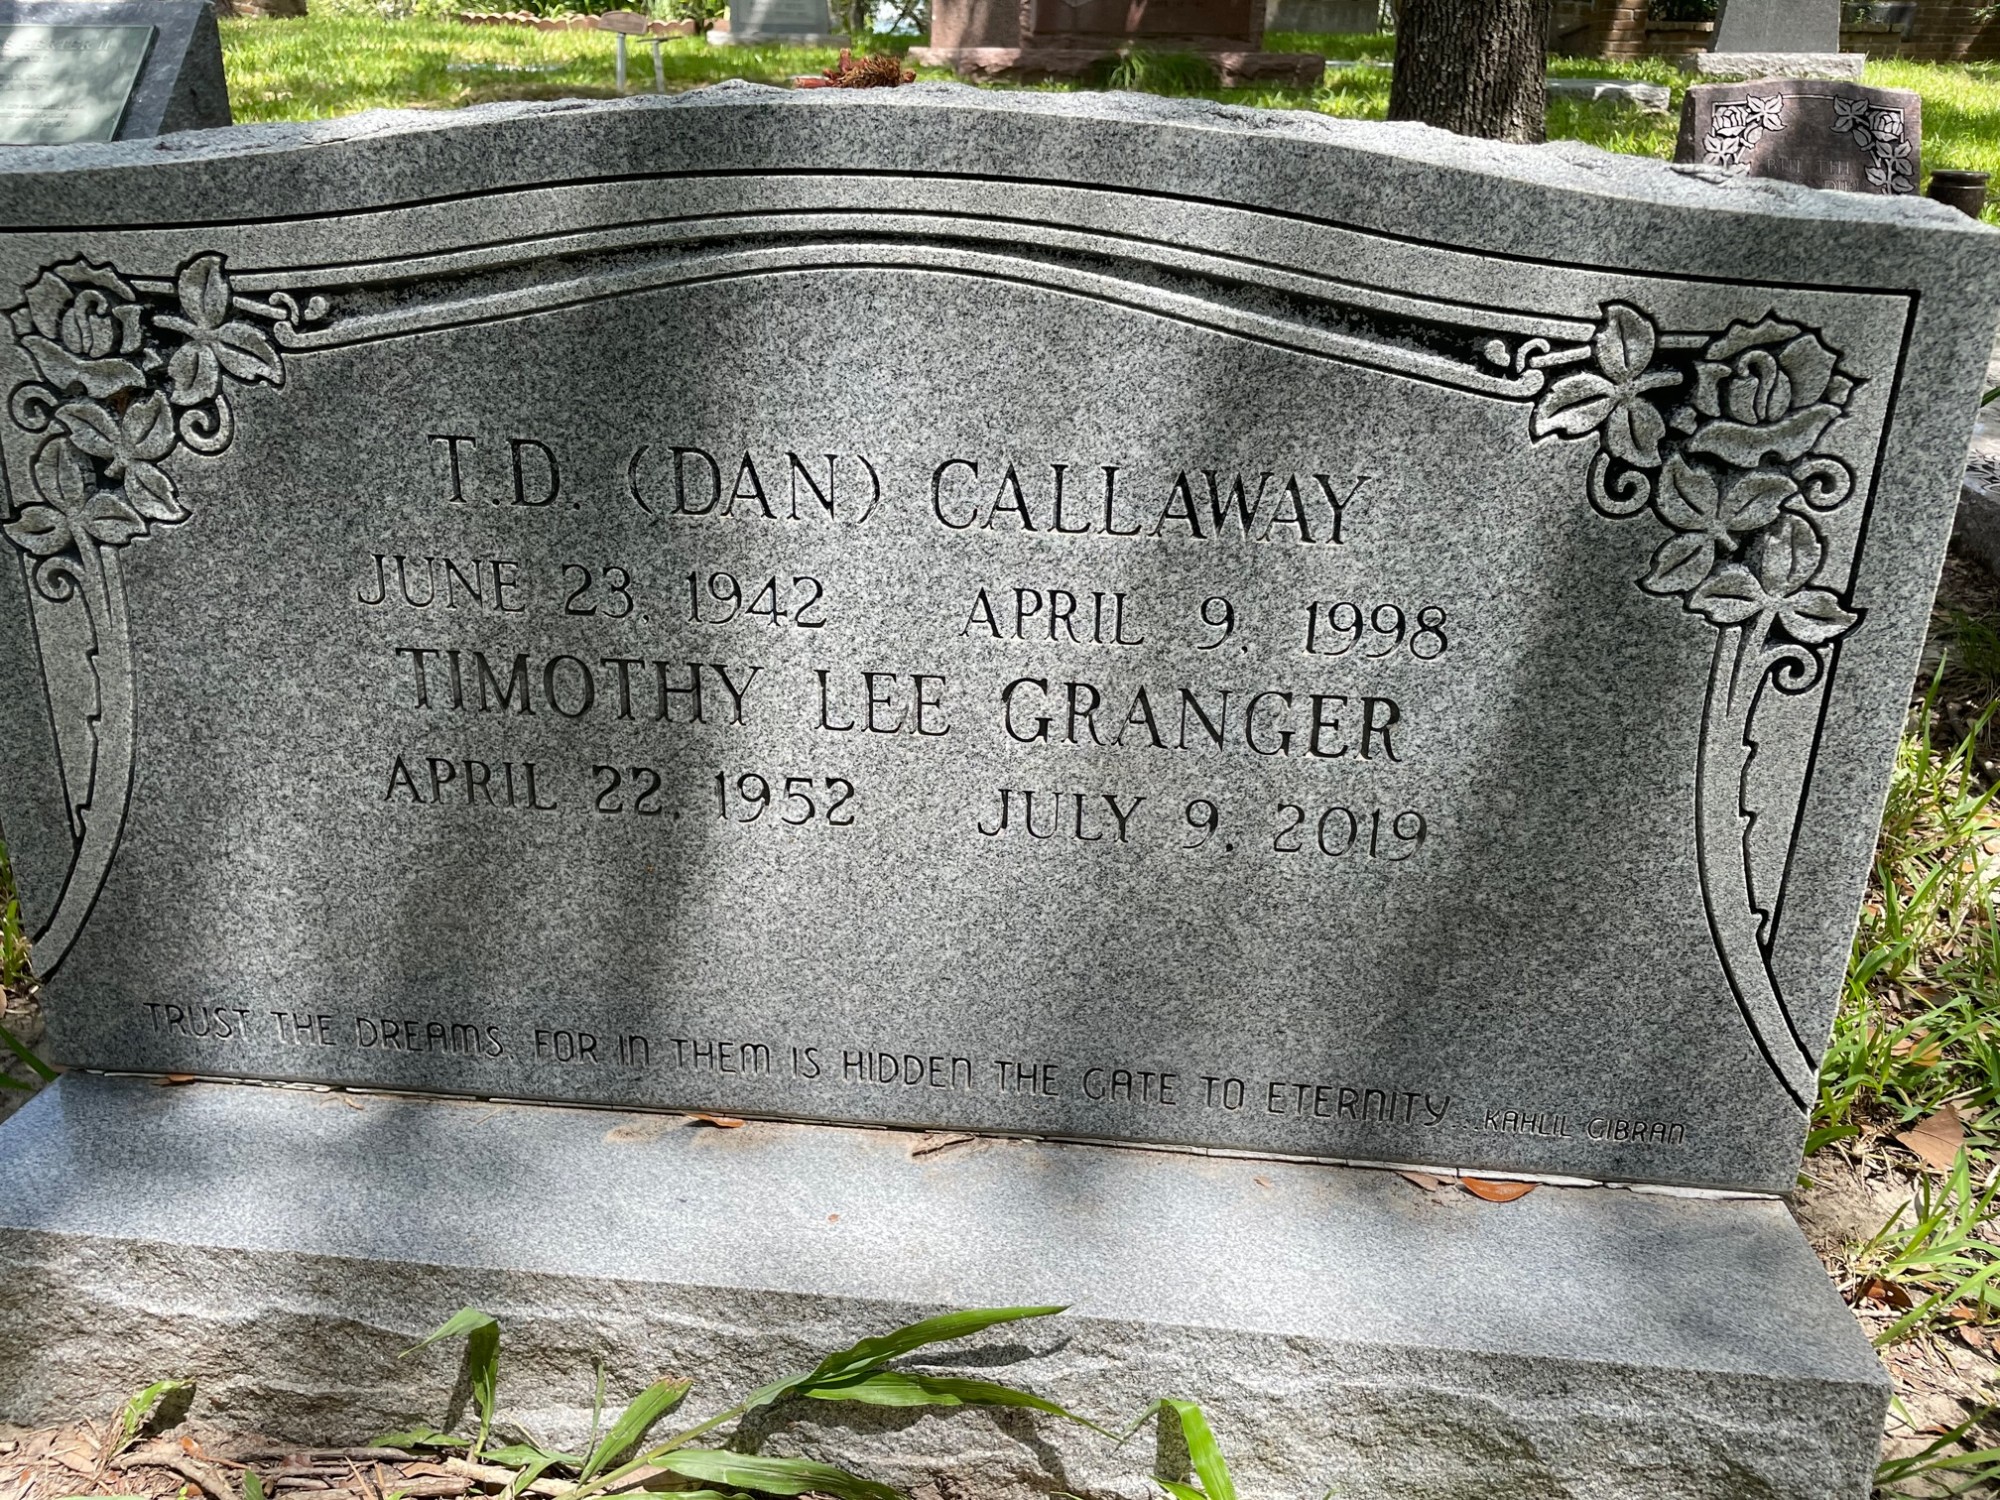 T.D. (DAN) CALLAWAY
JUNE 23, 1942 APRIL 9, 1998
TIMOTHY LEE GRANGER
APRIL 22, 1952 JULY 9, 2019
TRUST THE DREAMS, FOR IN THEM IS HIDDEN THE GATE TO ETERNITY...KAHLIL GIBRAN